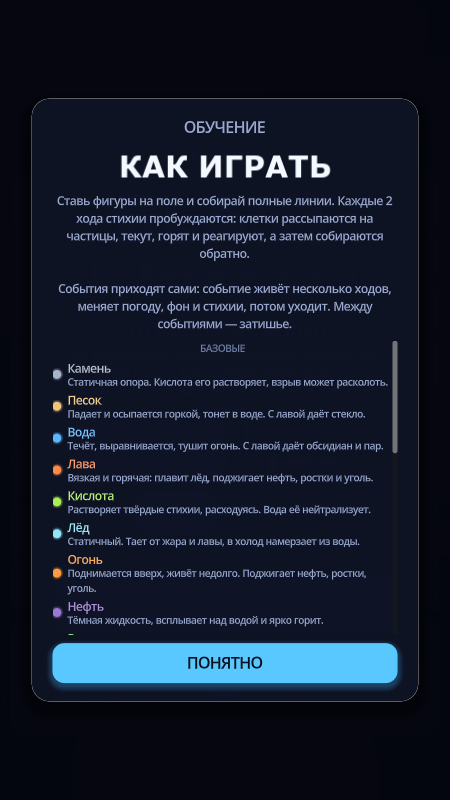 ОБУЧЕНИЕ
КАК ИГРАТЬ
Ставь фигуры на поле и собирай полные линии. Каждые 2
хода стихии пробуждаются: клетки рассыпаются на
частицы, текут, горят и реагируют, а затем собираются
обратно.
События приходят сами: событие живёт несколько ходов,
меняет погоду, фон и стихии, потом уходит. Между
событиями — затишье.
БАЗОВЫЕ
Камень
Статичная опора. Кислота его растворяет, взрыв может расколоть.
Песок
Падает и осыпается горкой, тонет в воде. С лавой даёт стекло.
Вода
Течёт, выравнивается, тушит огонь. С лавой даёт обсидиан и пар.
Лава
Вязкая и горячая: плавит лёд, поджигает нефть, ростки и уголь.
Кислота
Растворяет твёрдые стихии, расходуясь. Вода её нейтрализует.
Лёд
Статичный. Тает от жара и лавы, в холод намерзает из воды.
Огонь
Поднимается вверх, живёт недолго. Поджигает нефть, ростки,
уголь.
Нефть
Тёмная жидкость, всплывает над водой и ярко горит.
ПОНЯТНО